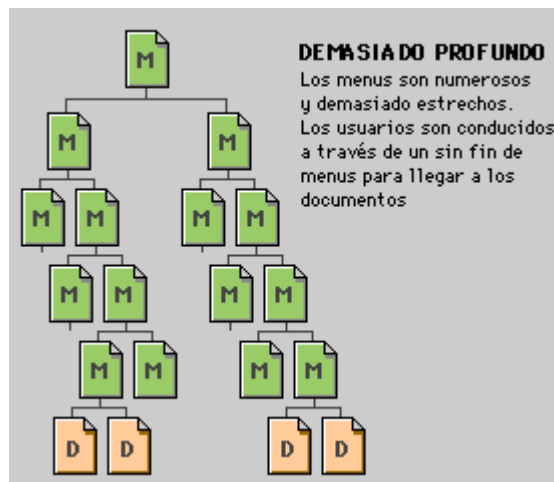 M
DEMASIADO PROFUNDO
Los menus son numerosos
y demasiado estrechos.
Los usuarios son conducidos
a través de un sin fin de
menus para llegar a los
documentos
M M
M M M M
M M M M
M M M M
D D D D